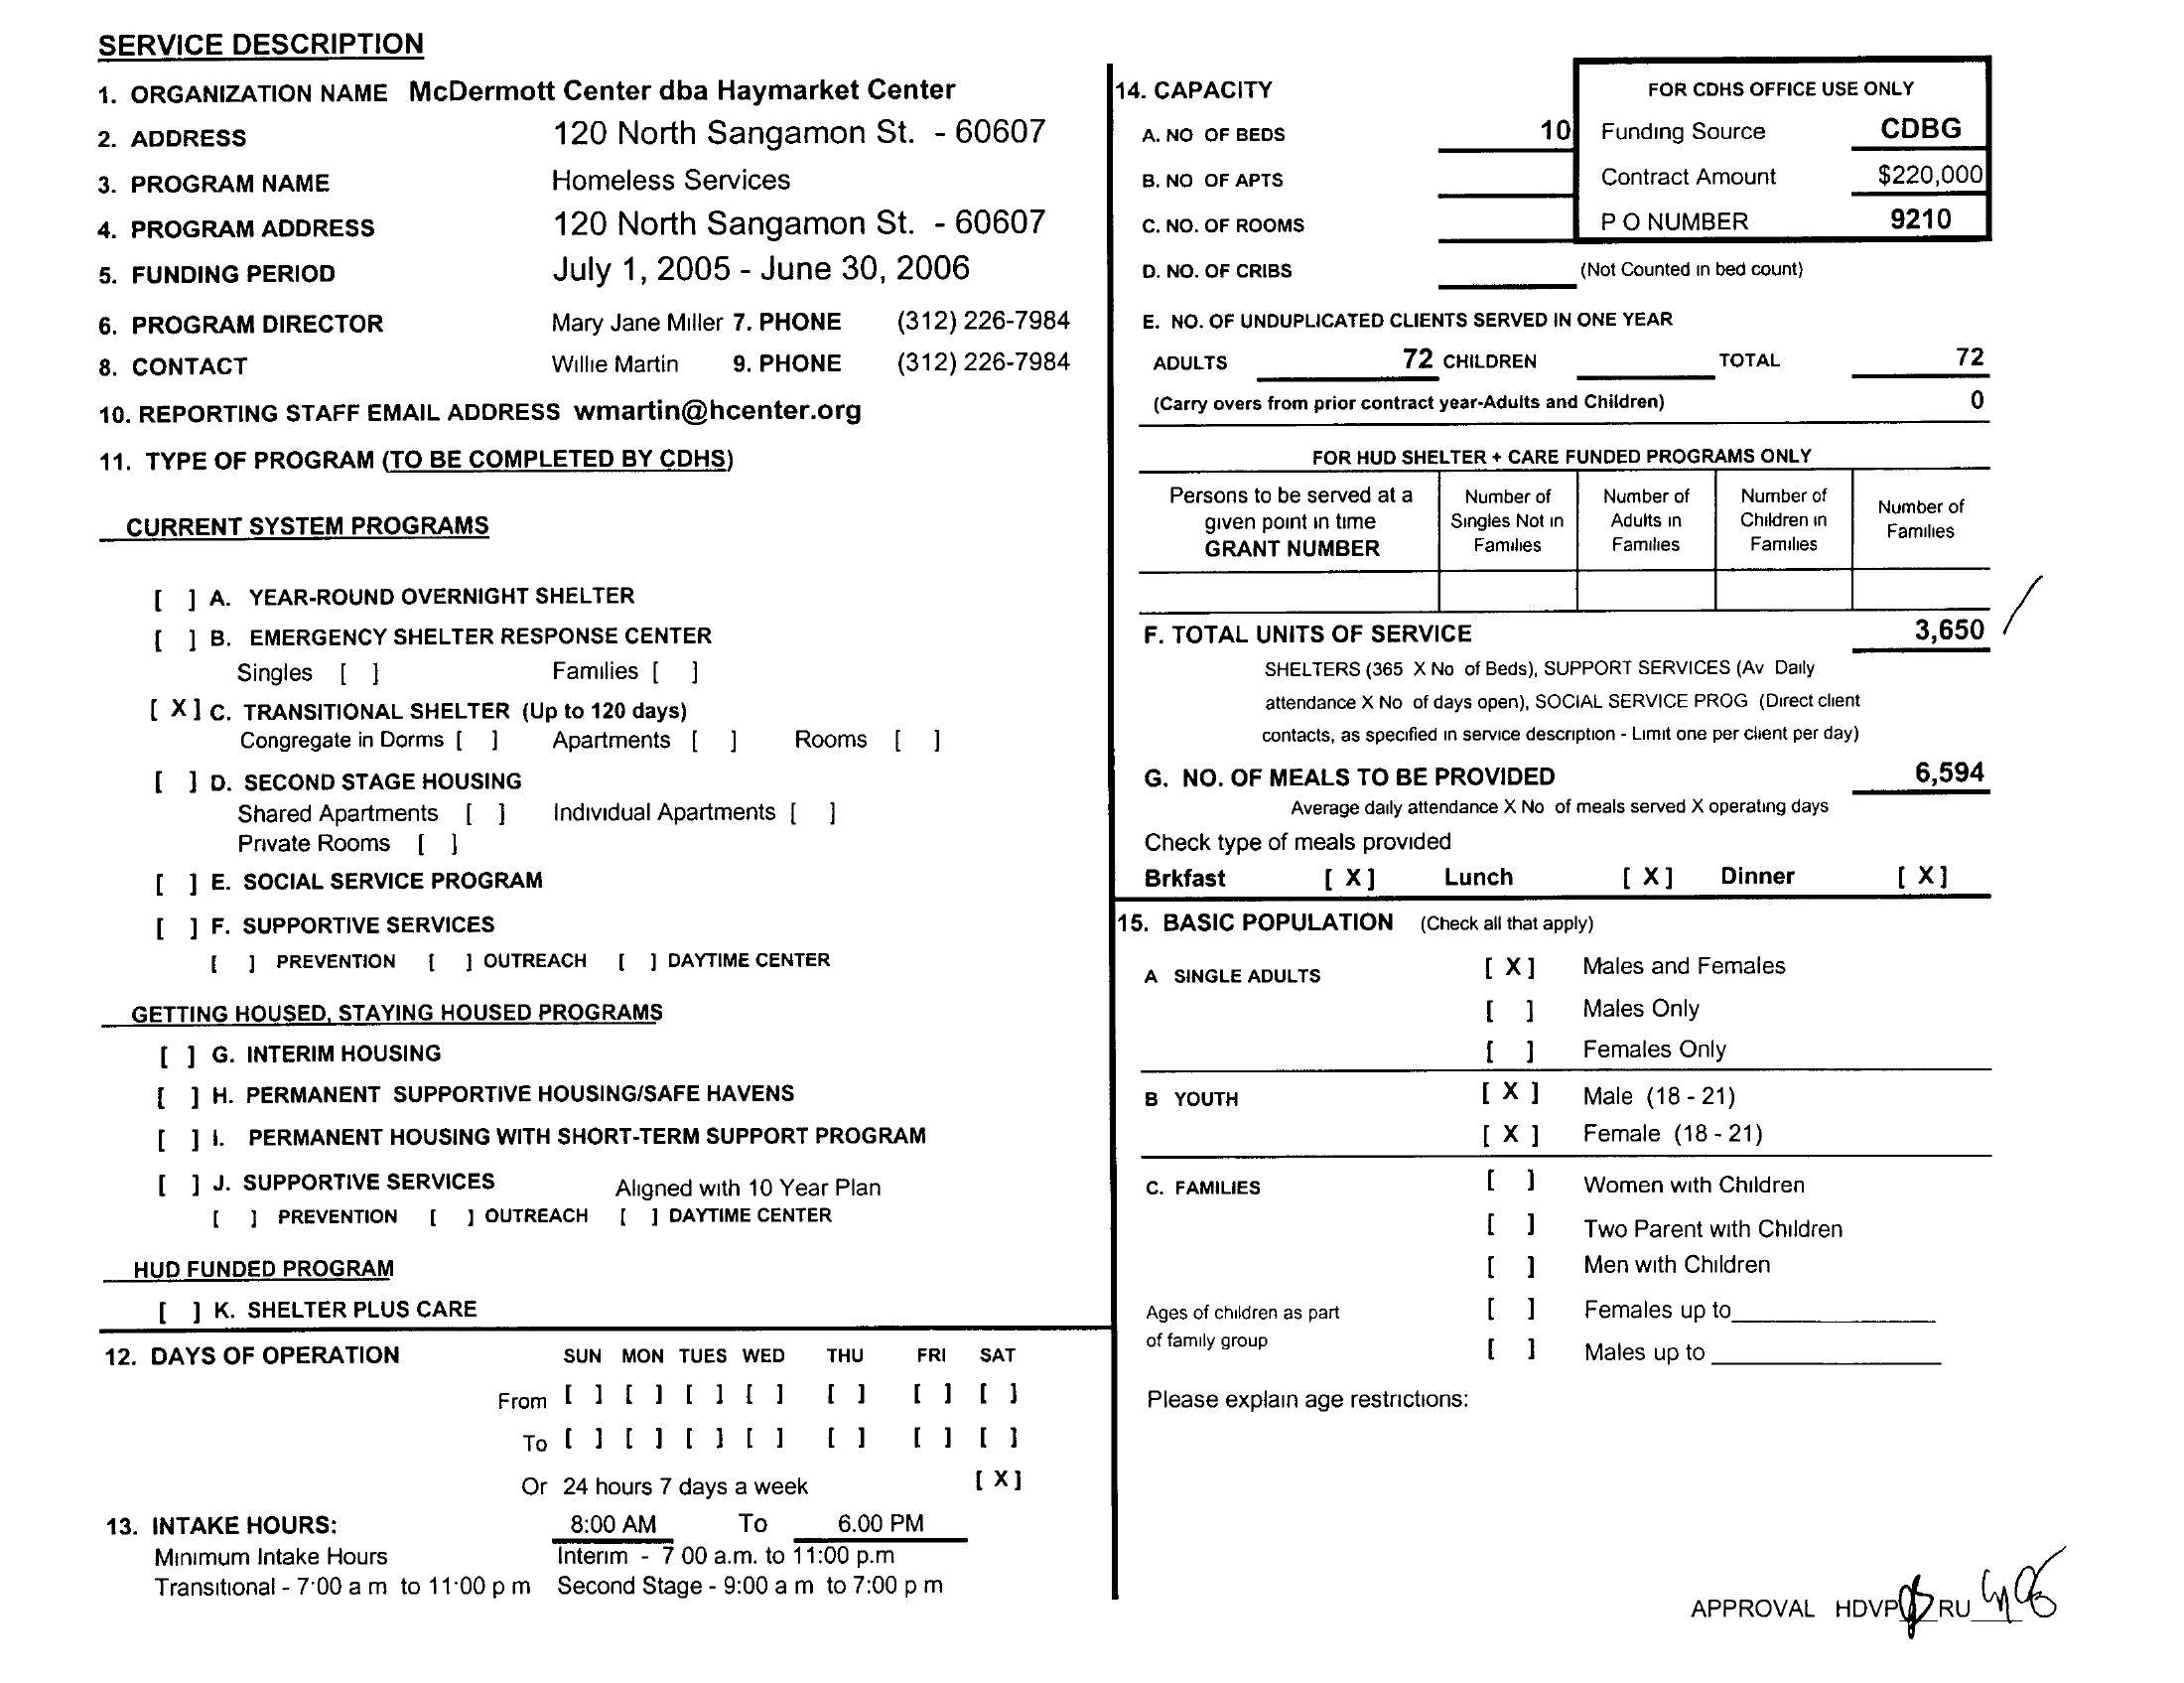 SERVICE DESCRIPTION
1. ORGANIZATION NAME McDermott Center dba Haymarket Center
2. ADDRESS 120 North Sangamon St. - 60607
3. PROGRAM NAME Homeless Services
4. PROGRAM ADDRESS 120 North Sangamon St. - 60607
5. FUNDING PERIOD July 1, 2005 - June 30, 2006
6. PROGRAM DIRECTOR Mary Jane Miller 7. PHONE (312) 226-7984
8. CONTACT Willie Martin 9. PHONE (312) 226-7984
10. REPORTING STAFF EMAIL ADDRESS wmartin@hcenter.org
11. TYPE OF PROGRAM (TO BE COMPLETED BY CDHS)
CURRENT SYSTEM PROGRAMS
[ ] A. YEAR-ROUND OVERNIGHT SHELTER
[ ] B. EMERGENCY SHELTER RESPONSE CENTER
Singles [ ] Families [ ]
[ X ] C. TRANSITIONAL SHELTER (Up to 120 days)
Congregate in Dorms [ ] Apartments [ ] Rooms [ ]
[ ] D. SECOND STAGE HOUSING
Shared Apartments [ ] Individual Apartments [ ]
Private Rooms [ ]
[ ] E. SOCIAL SERVICE PROGRAM
[ ] F. SUPPORTIVE SERVICES
[ ] PREVENTION [ ] OUTREACH [ ] DAYTIME CENTER
GETTING HOUSED, STAYING HOUSED PROGRAMS
[ ] G. INTERIM HOUSING
[ ] H. PERMANENT SUPPORTIVE HOUSING/SAFE HAVENS
[ ] I. PERMANENT HOUSING WITH SHORT-TERM SUPPORT PROGRAM
[ ] J. SUPPORTIVE SERVICES Aligned with 10 Year Plan
[ ] PREVENTION [ ] OUTREACH [ ] DAYTIME CENTER
HUD FUNDED PROGRAM
[ ] K. SHELTER PLUS CARE
12. DAYS OF OPERATION SUN MON TUES WED THU FRI SAT
From [ ] [ ] [ ] [ ] [ ] [ ] [ ]
To [ ] [ ] [ ] [ ] [ ] [ ] [ ]
Or 24 hours 7 days a week [ X ]
13. INTAKE HOURS: 8:00 AM To 6.00 PM
Minimum Intake Hours Interim - 7 00 a.m. to 11:00 p.m
Transitional - 7:00 a m to 11:00 p m Second Stage - 9:00 a m to 7:00 p m
14. CAPACITY
A. NO OF BEDS 10
B. NO OF APTS
C. NO. OF ROOMS
D. NO. OF CRIBS (Not Counted in bed count)
FOR CDHS OFFICE USE ONLY
Funding Source CDBG
Contract Amount $220,000
P O NUMBER 9210
E. NO. OF UNDUPLICATED CLIENTS SERVED IN ONE YEAR
ADULTS 72 CHILDREN TOTAL 72
(Carry overs from prior contract year-Adults and Children) 0
FOR HUD SHELTER + CARE FUNDED PROGRAMS ONLY
Persons to be served at a given point in time GRANT NUMBER
Number of Singles Not in Families
Number of Adults in Families
Number of Children in Families
Number of Families
F. TOTAL UNITS OF SERVICE 3,650
SHELTERS (365 X No of Beds), SUPPORT SERVICES (Av Daily
attendance X No of days open), SOCIAL SERVICE PROG (Direct client
contacts, as specified in service description - Limit one per client per day)
G. NO. OF MEALS TO BE PROVIDED 6,594
Average daily attendance X No of meals served X operating days
Check type of meals provided
Brkfast [ X ] Lunch [ X ] Dinner [ X ]
15. BASIC POPULATION (Check all that apply)
A SINGLE ADULTS [ X ] Males and Females
[ ] Males Only
[ ] Females Only
B YOUTH [ X ] Male (18 - 21)
[ X ] Female (18 - 21)
C. FAMILIES [ ] Women with Children
[ ] Two Parent with Children
[ ] Men with Children
Ages of children as part [ ] Females up to
of family group [ ] Males up to
Please explain age restrictions:
APPROVAL HDVP RU